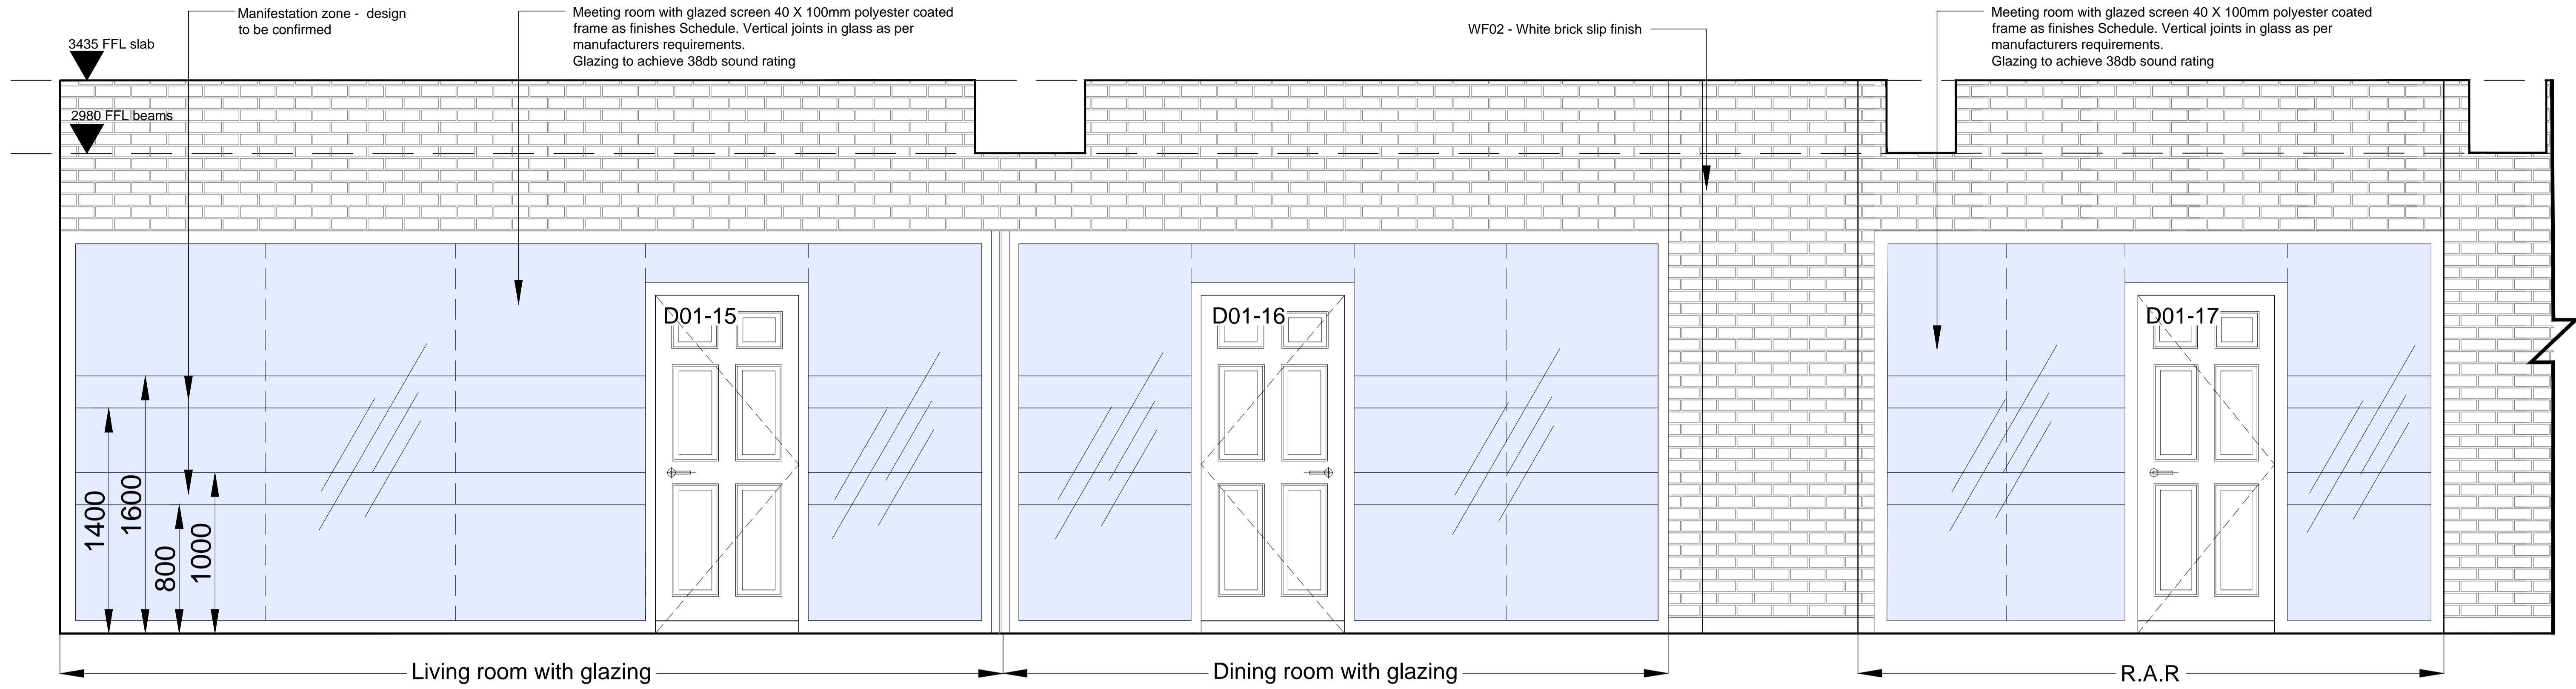 Manifestation zone - design
to be confirmed
Meeting room with glazed screen 40 X 100mm polyester coated
frame as finishes Schedule. Vertical joints in glass as per
manufacturers requirements.
Glazing to achieve 38db sound rating
WF02 - White brick slip finish
Meeting room with glazed screen 40 X 100mm polyester coated
frame as finishes Schedule. Vertical joints in glass as per
manufacturers requirements.
Glazing to achieve 38db sound rating
3435 FFL slab
2980 FFL beams
D01-15
D01-16
D01-17
1400
1600
800
1000
Living room with glazing
Dining room with glazing
R.A.R